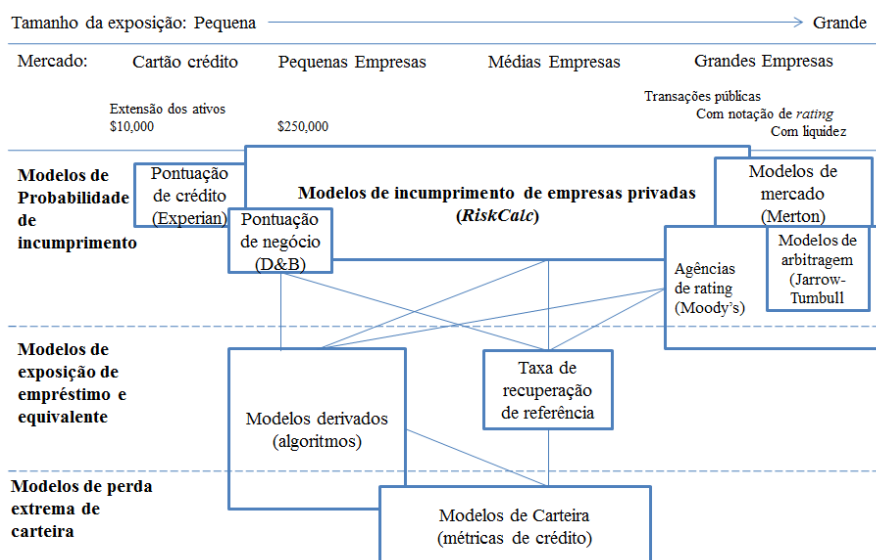 Tamanho da exposição: Pequena
Grande
Mercado:
Cartão crédito
Pequenas Empresas
Médias Empresas
Grandes Empresas
Extensão dos ativos
$10,000
$250,000
Transações públicas
Com notação de rating
Com liquidez
Modelos de
Probabilidade
de
incumprimento
Pontuação
de crédito
(Experian)
Pontuação
de negócio
(D&B)
Modelos de incumprimento de empresas privadas
(RiskCalc)
Modelos de
mercado
(Merton)
Agências
de rating
(Moody's)
Modelos de
arbitragem
(Jarrow-
Tumbull
Modelos de
exposição de
empréstimo e
equivalente
Modelos derivados
(algoritmos)
Taxa de
recuperação
de referência
Modelos de perda
extrema de
carteira
Modelos de Carteira
(métricas de crédito)